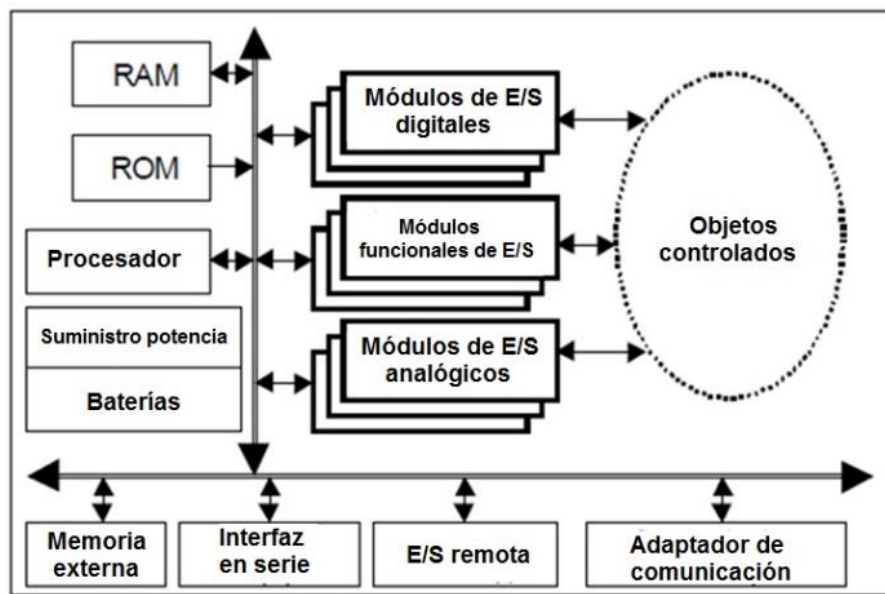 RAM
ROM
Procesador
Suministro potencia
Baterías
Módulos de E/S
digitales
Módulos
funcionales de E/S
Módulos de E/S
analógicos
Objetos
controlados
Memoria
externa
Interfaz
en serie
E/S remota
Adaptador de
comunicación